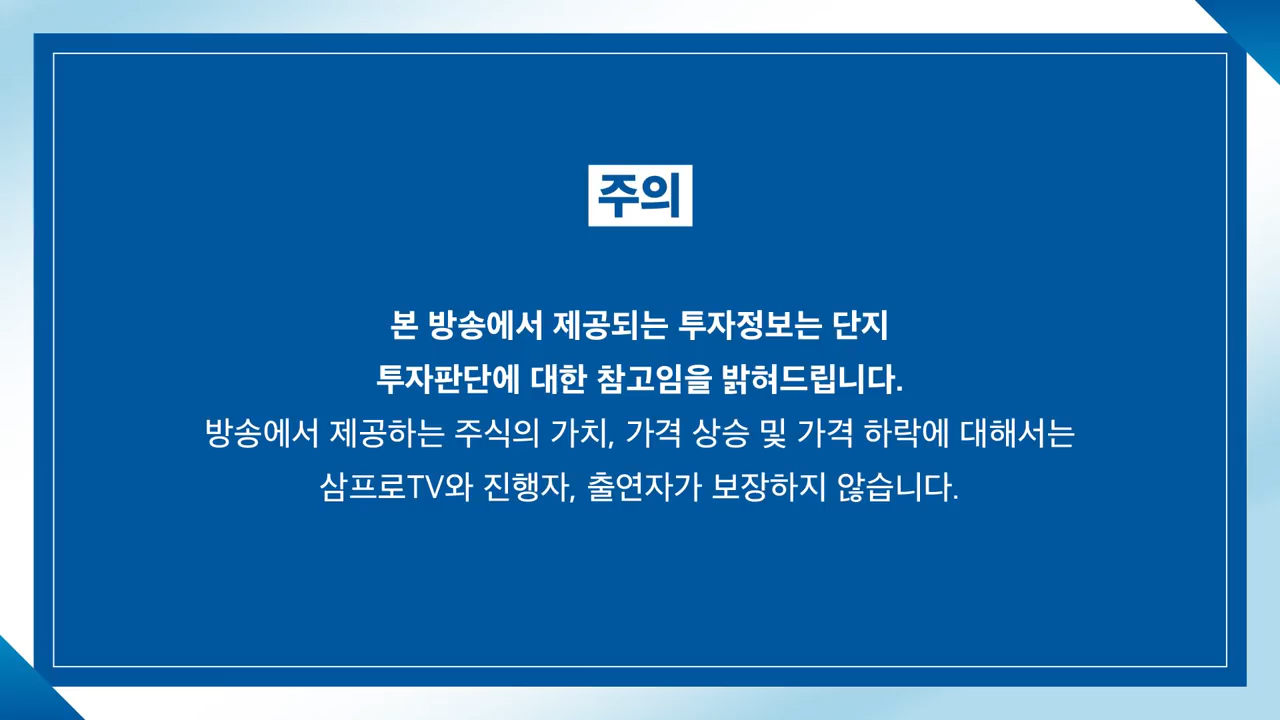 주의
본 방송에서 제공되는 투자정보는 단지
투자판단에 대한 참고임을 밝혀드립니다.
방송에서 제공하는 주식의 가치, 가격 상승 및 가격 하락에 대해서는
삼프로TV와 진행자, 출연자가 보장하지 않습니다.